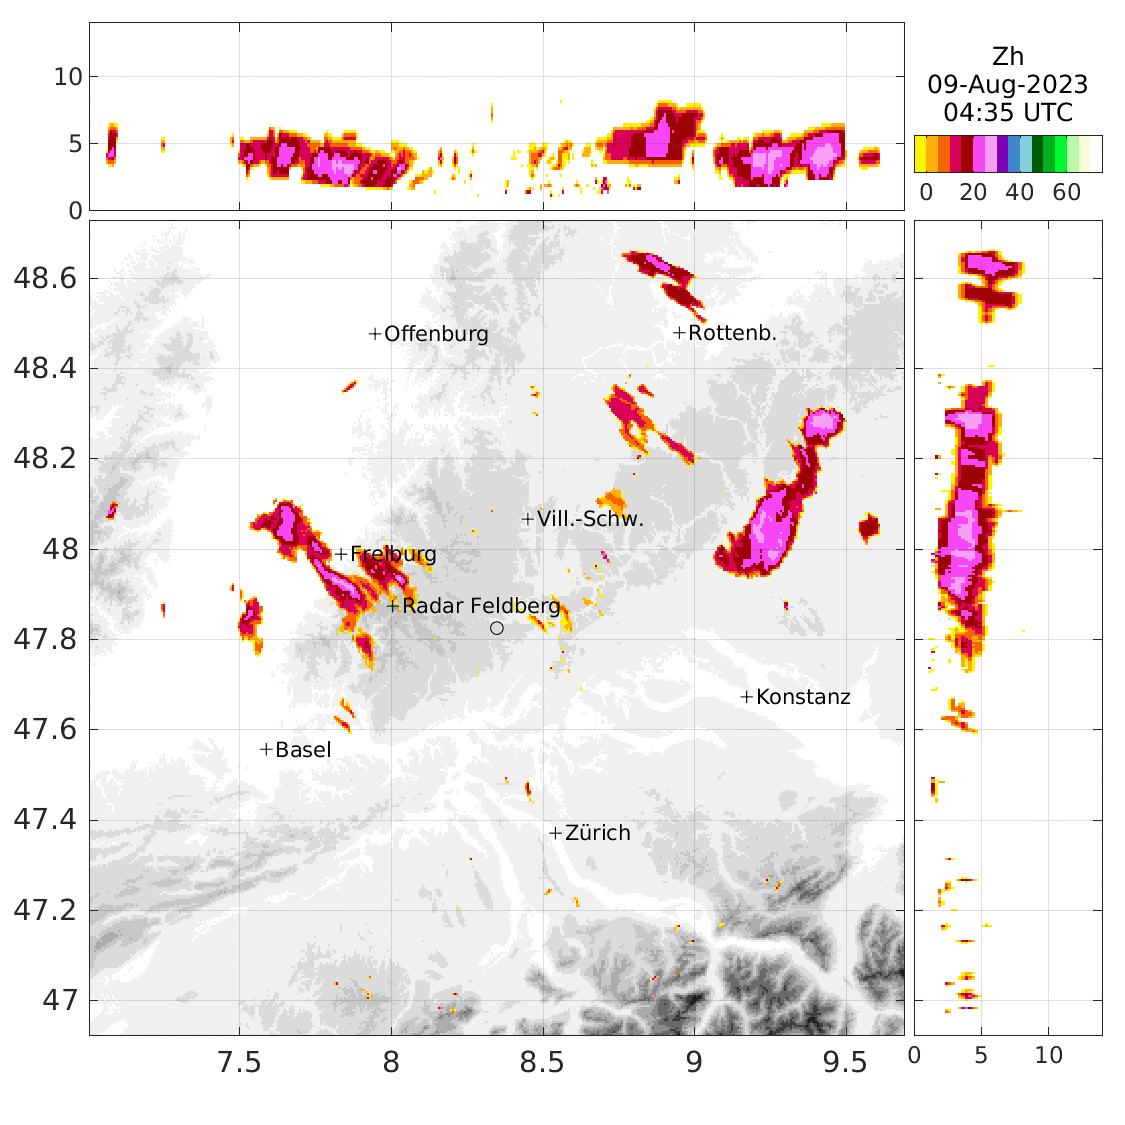 10
5
0
Zh
09-Aug-2023
04:35 UTC
0 20 40 60
48.6
48.4
48.2
48
47.8
47.6
47.4
47.2
47
+Offenburg
+Rottenb.
+Vill.-Schw.
+Freiburg
+Radar Feldberg
+Konstanz
+Basel
+Zürich
7.5 8 8.5 9 9.5
0 5 10